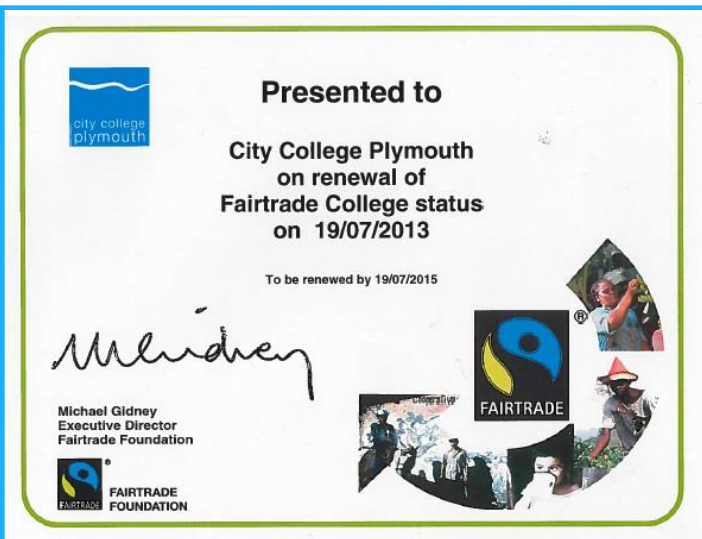 city college
plymouth
Presented to
City College Plymouth
on renewal of
Fairtrade College status
on 19/07/2013
To be renewed by 19/07/2015
Michael Gidney
Executive Director
Fairtrade Foundation
FAIRTRADE
FAIRTRADE
FOUNDATION
Cooperative
®
FAIRTRADE